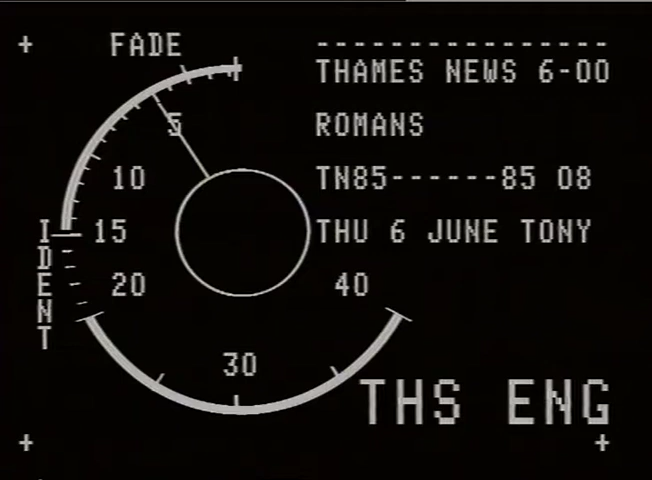 FADE
----------------
THAMES NEWS 6-00
5
ROMANS
10
TN85------85 08
IDENT
15
THU 6 JUNE TONY
20
40
30
THS ENG